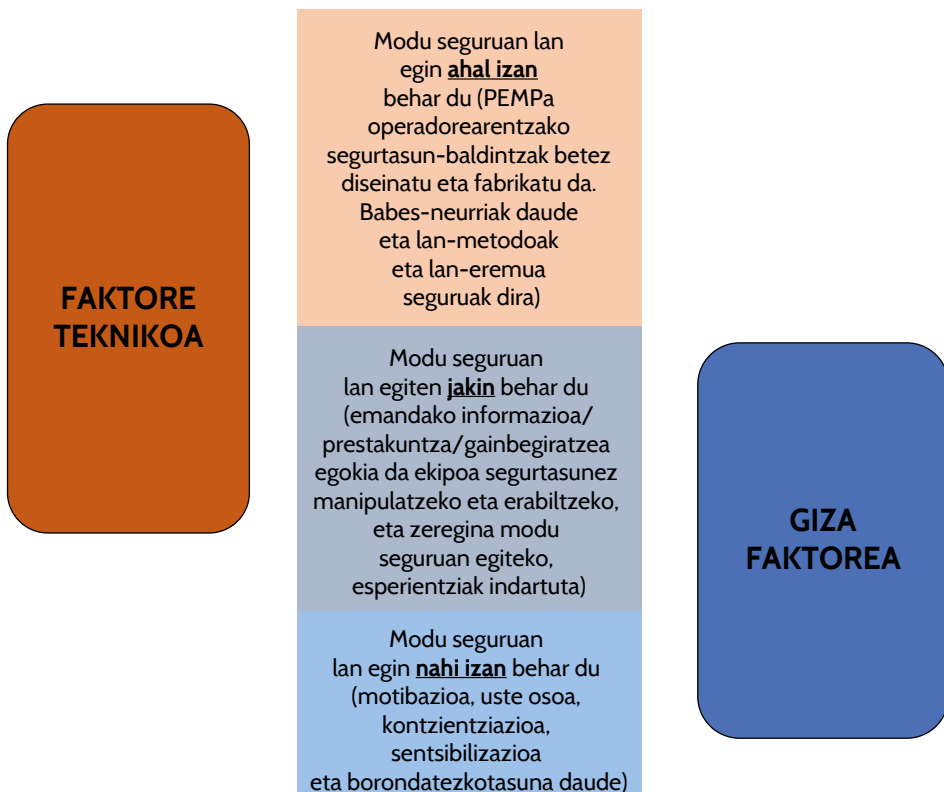 Modu seguruan lan
egin ahal izan
behar du (PEMPa
operadorearentzako
segurtasun-baldintzak betez
diseinatu eta fabrikatu da.
Babes-neurriak daude
eta lan-metodoak
eta lan-eremua
seguruak dira)
FAKTORE
TEKNIKOA
Modu seguruan
lan egiten jakin behar du
(emandako informazioa/
prestakuntza/gainbegiratzea
egokia da ekipoa segurtasunez
manipulatzeko eta erabiltzeko,
eta zeregina modu
seguruan egiteko,
esperientziak indartuta)
GIZA
FAKTOREA
Modu seguruan
lan egin nahi izan behar du
(motibazioa, uste osoa,
kontzientziazioa,
sentsibilizazioa
eta borondatezkotasuna daude)